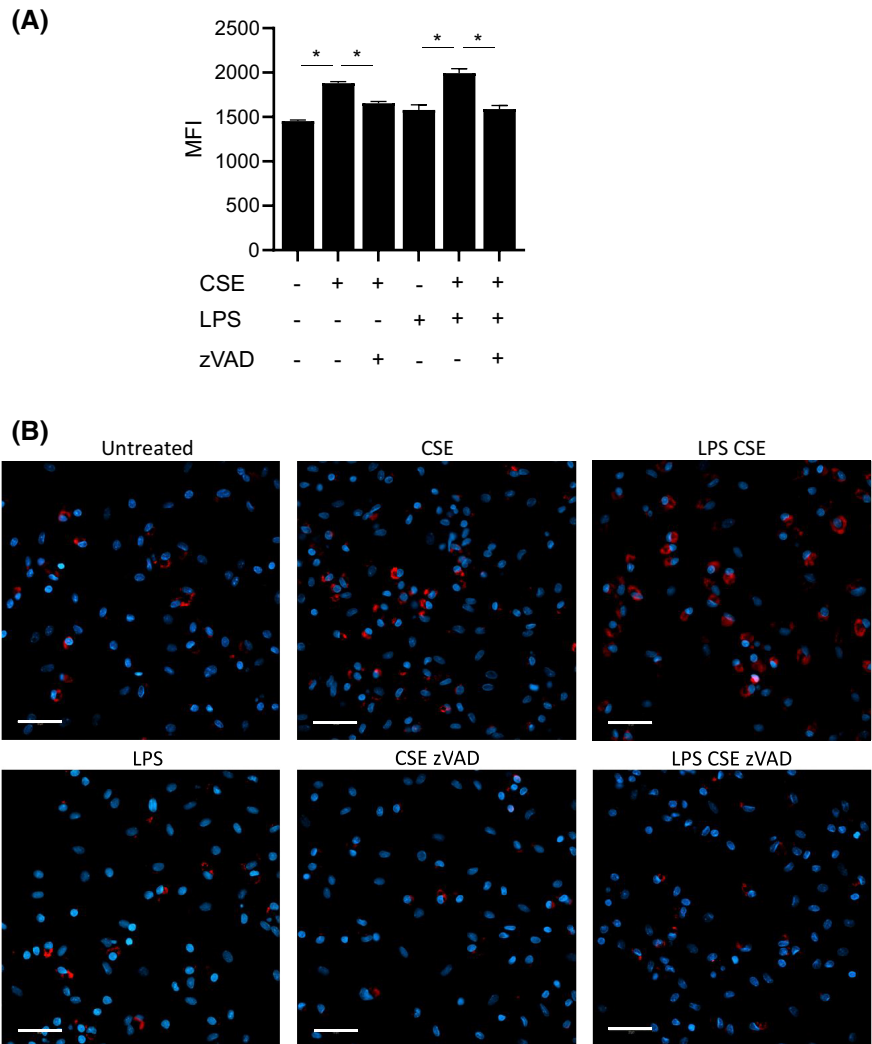 (A)
2500
2000
1500
1000
500
0
MFI
* * * *
CSE - + + - + +
LPS - - - + + +
zVAD - - + - - +
(B)
Untreated CSE LPS CSE
LPS CSE zVAD LPS CSE zVAD